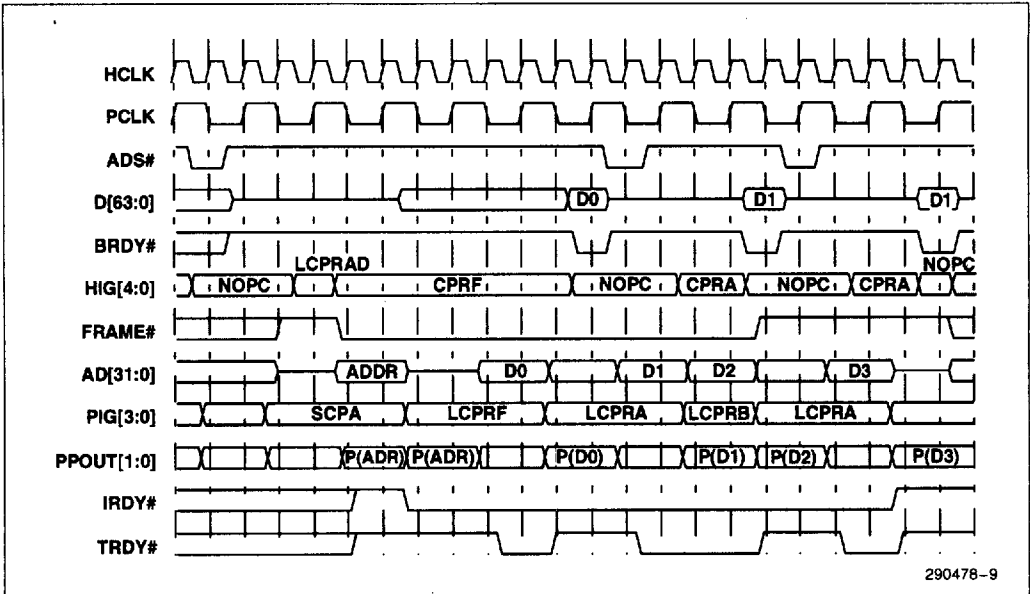 HCLK
PCLK
ADS#
D[63:0] D0 D1 D1
BRDY#
LCPRAD NOPC
HIG[4:0] NOPC CPRF NOPC CPRA NOPC CPRA
FRAME#
AD[31:0] ADDR D0 D1 D2 D3
PIG[3:0] SCPA LCPRF LCPRA LCPRB LCPRA
PPOUT[1:0] P(ADR) P(ADR) P(D0) P(D1) P(D2) P(D3)
IRDY#
TRDY#
290478-9